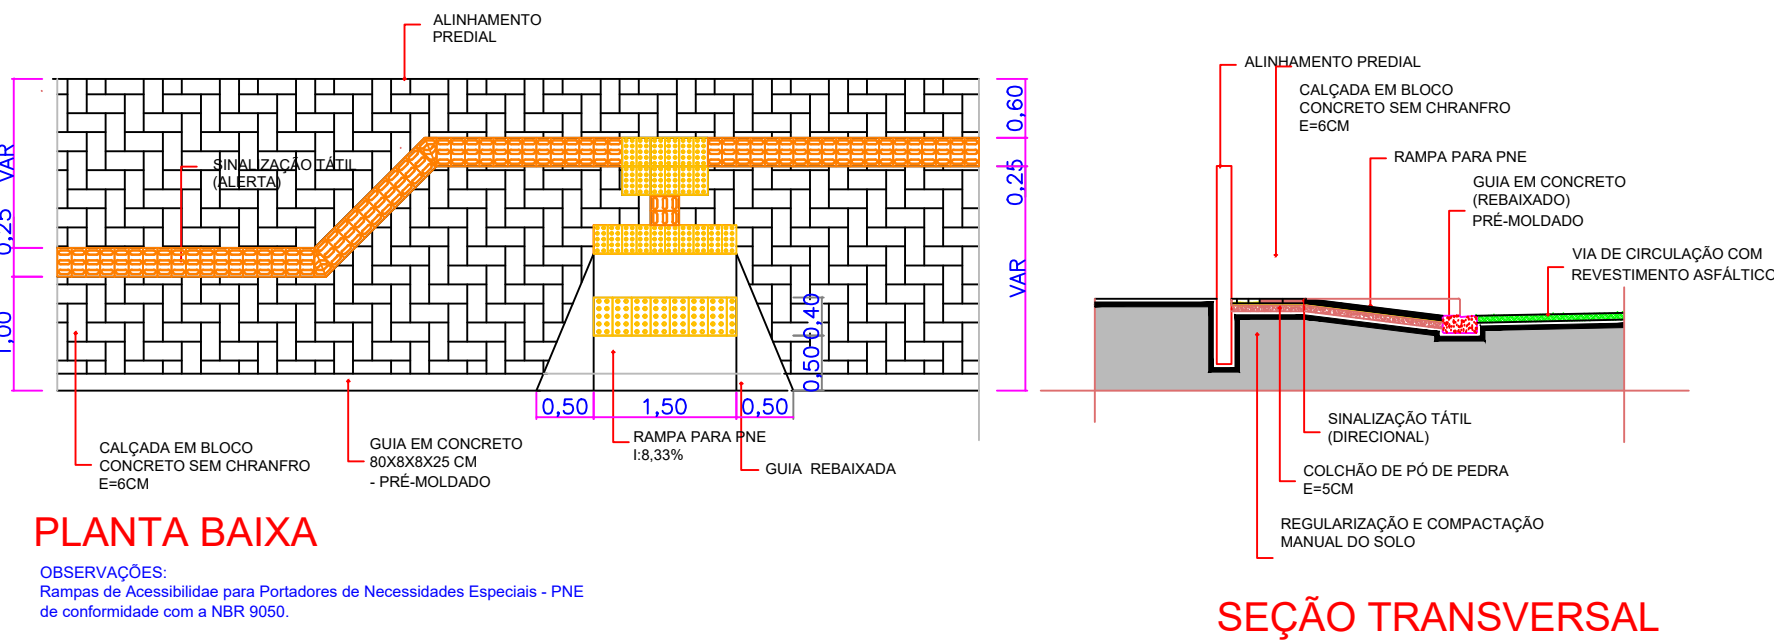 ALINHAMENTO
PREDIAL
VAR
0,25
1,00
SINALIZAÇÃO TÁTIL
(ALERTA)
0,60
0,25
VAR
0,40
0,50
0,50
1,50
0,50
CALÇADA EM BLOCO
CONCRETO SEM CHRANFRO
E=6CM
GUIA EM CONCRETO
80X8X8X25 CM
- PRÉ-MOLDADO
RAMPA PARA PNE
I:8,33%
GUIA REBAIXADA
PLANTA BAIXA
OBSERVAÇÕES:
Rampas de Acessibilidae para Portadores de Necessidades Especiais - PNE
de conformidade com a NBR 9050.
ALINHAMENTO PREDIAL
CALÇADA EM BLOCO
CONCRETO SEM CHRANFRO
E=6CM
RAMPA PARA PNE
GUIA EM CONCRETO
(REBAIXADO)
PRÉ-MOLDADO
VIA DE CIRCULAÇÃO COM
REVESTIMENTO ASFÁLTICO
SINALIZAÇÃO TÁTIL
(DIRECIONAL)
COLCHÃO DE PÓ DE PEDRA
E=5CM
REGULARIZAÇÃO E COMPACTAÇÃO
MANUAL DO SOLO
SEÇÃO TRANSVERSAL